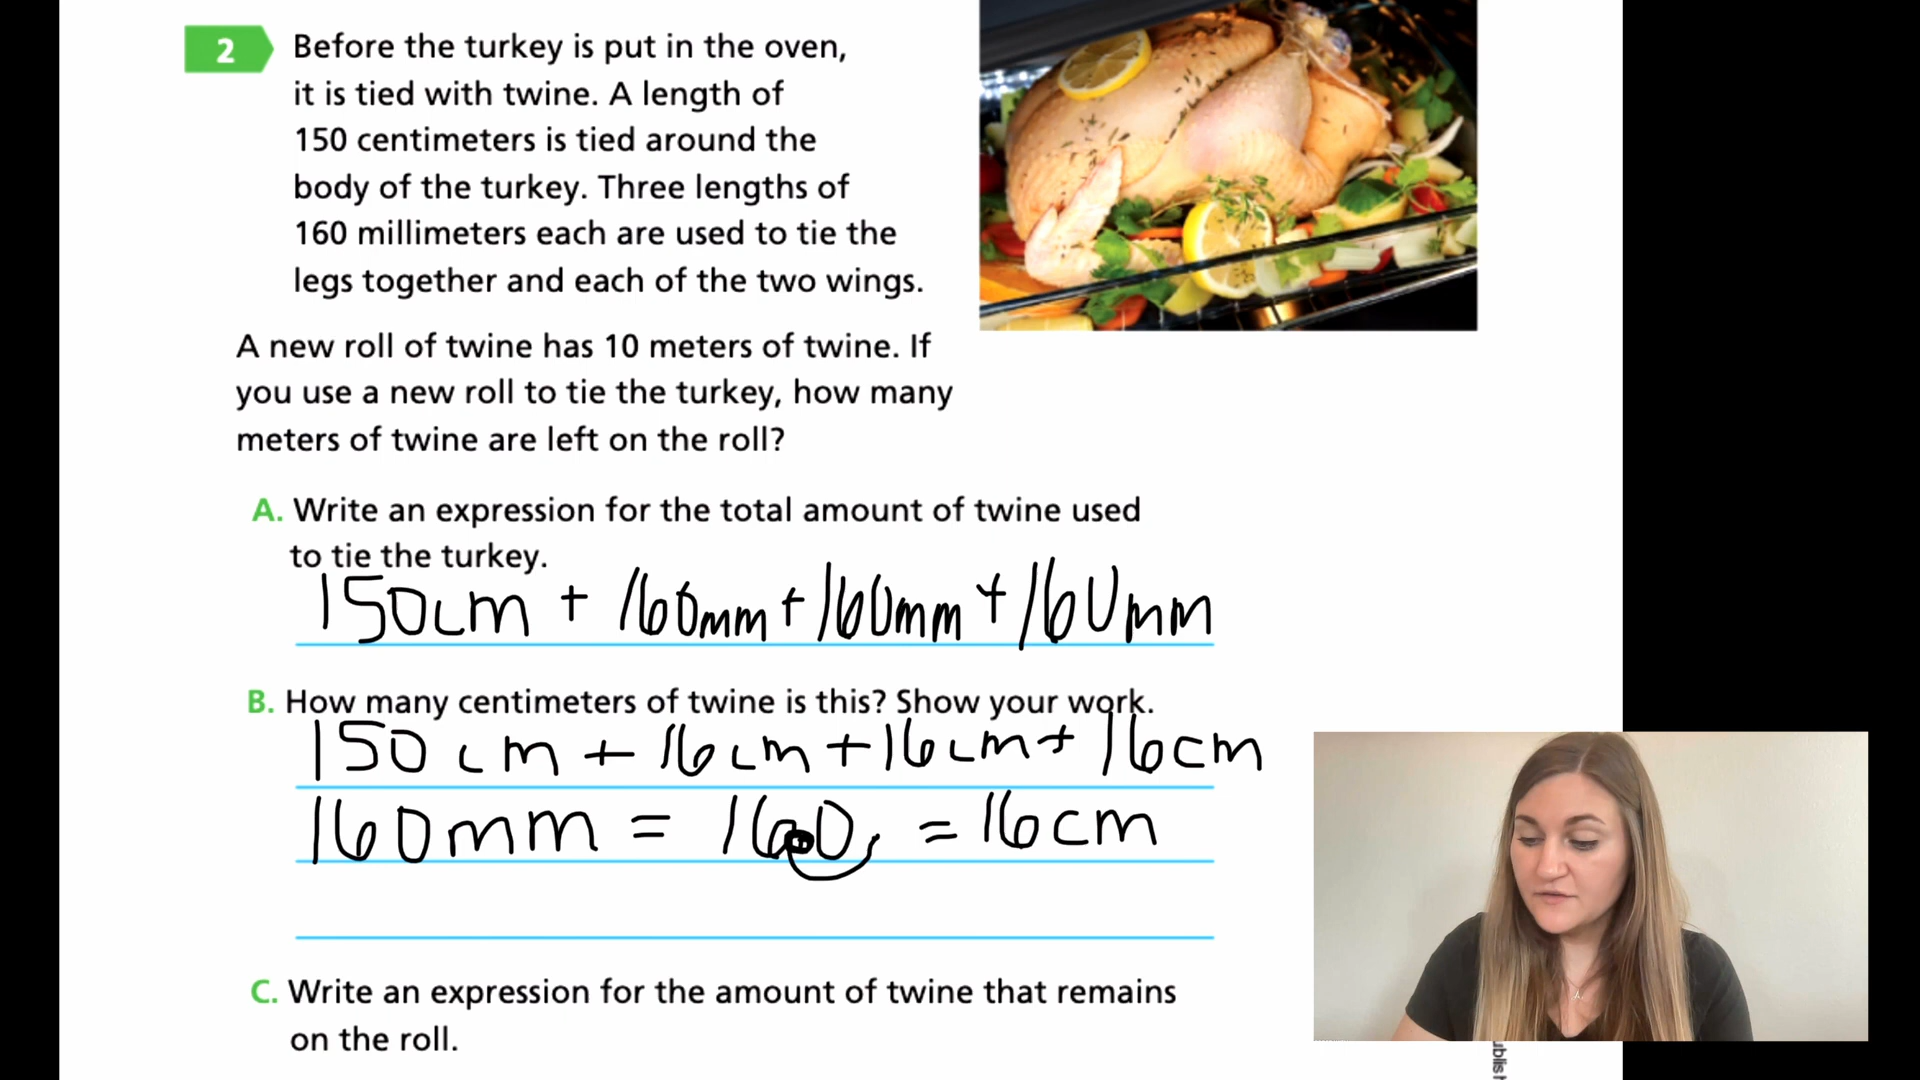 2
Before the turkey is put in the oven,
it is tied with twine. A length of
150 centimeters is tied around the
body of the turkey. Three lengths of
160 millimeters each are used to tie the
legs together and each of the two wings.
A new roll of twine has 10 meters of twine. If
you use a new roll to tie the turkey, how many
meters of twine are left on the roll?
A. Write an expression for the total amount of twine used
to tie the turkey.
150cm + 160mm + 160mm + 160mm
B. How many centimeters of twine is this? Show your work.
150 cm + 16cm + 16cm + 16cm
160mm = 16.0. = 16cm
C. Write an expression for the amount of twine that remains
on the roll.